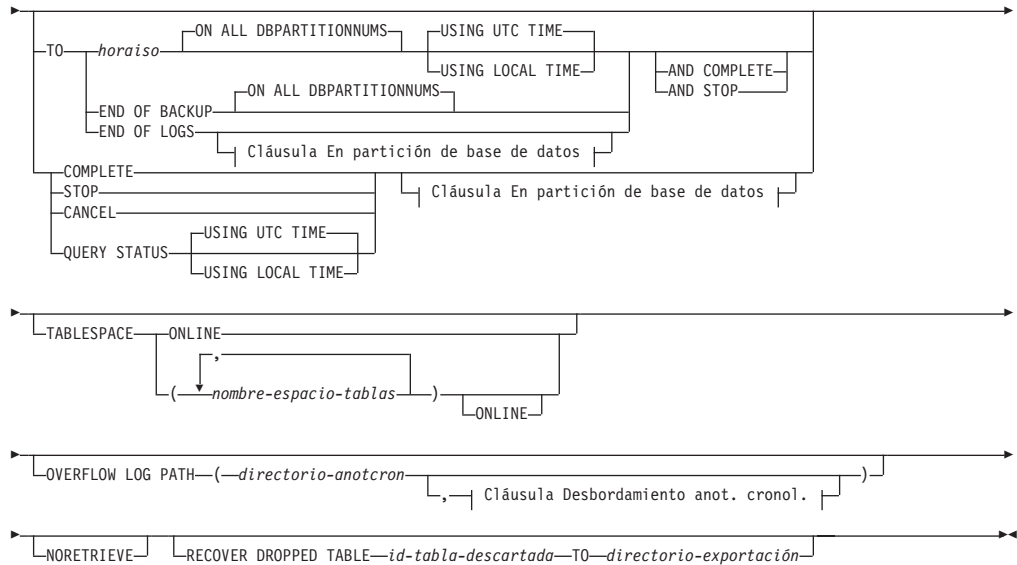 ON ALL DBPARTITIONNUMS USING UTC TIME
TO horaiso
USING LOCAL TIME AND COMPLETE
AND STOP
ON ALL DBPARTITIONNUMS
END OF BACKUP
END OF LOGS
Cláusula En partición de base de datos
COMPLETE
STOP Cláusula En partición de base de datos
CANCEL
USING UTC TIME
QUERY STATUS
USING LOCAL TIME
TABLESPACE ONLINE
,
( nombre-espacio-tablas )
ONLINE
OVERFLOW LOG PATH ( directorio-anotcron )
, Cláusula Desbordamiento anot. cronol.
NORETRIEVE RECOVER DROPPED TABLE id-tabla-descartada TO directorio-exportación